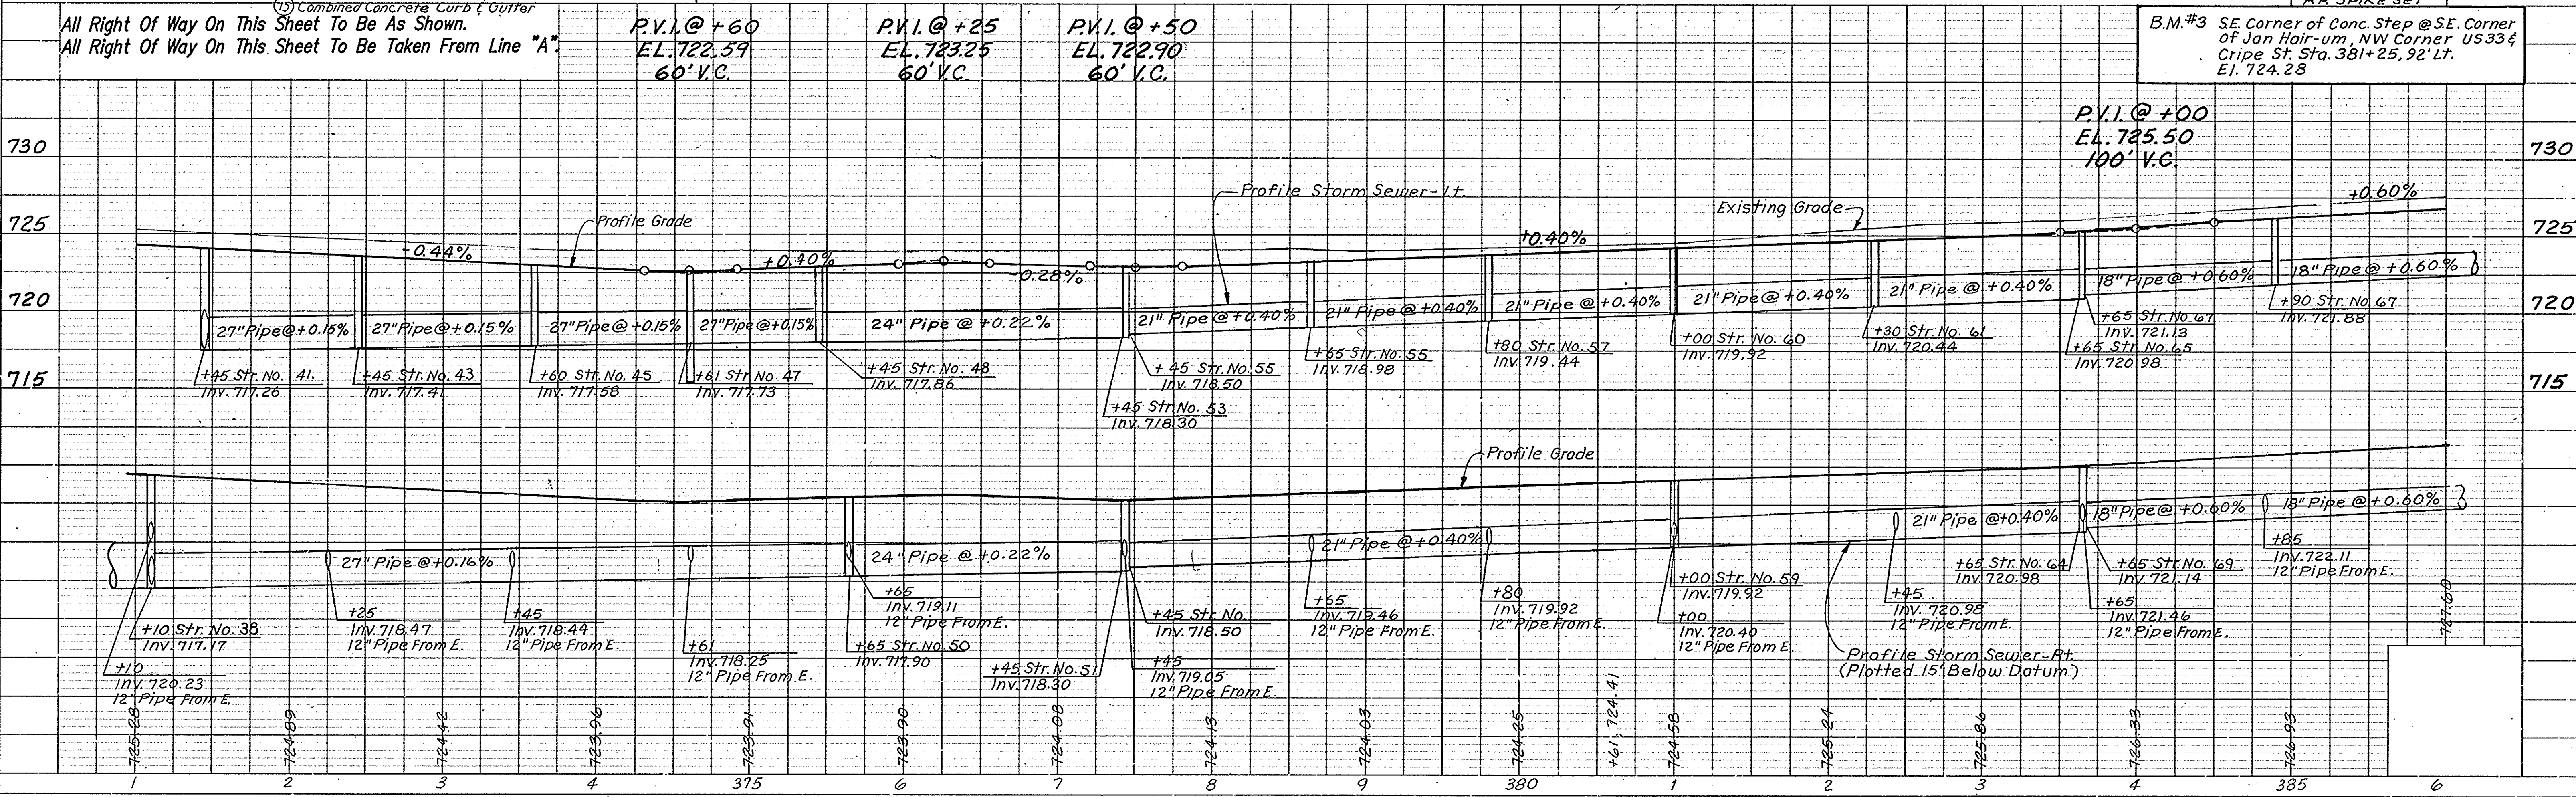 (15) Combined Concrete Curb & Gutter
All Right Of Way On This Sheet To Be As Shown.
All Right Of Way On This Sheet To Be Taken From Line "A".
P.V.I. @ +60
EL. 722.59
60' V.C.
P.V.I. @ +25
EL. 723.25
60' V.C.
P.V.I. @ +50
EL. 722.90
60' V.C.
B.M.#3 S.E. Corner of Conc. Step @ S.E. Corner
of Jan Hair-um, NW Corner US 33 &
Cripe St. Sta. 381+25, 92' Lt.
El. 724.28
P.V.I. @ +00
EL. 725.50
100' V.C.
730
730
725
725
720
720
715
715
Profile Grade
Profile Storm Sewer-Lt.
Existing Grade
-0.44%
+0.40%
-0.28%
+0.40%
+0.60%
27" Pipe @ +0.15%
27" Pipe @ +0.15%
27" Pipe @ +0.15%
27" Pipe @ +0.15%
24" Pipe @ +0.22%
21" Pipe @ +0.40%
21" Pipe @ +0.40%
21" Pipe @ +0.40%
21" Pipe @ +0.40%
21" Pipe @ +0.40%
18" Pipe @ +0.60%
18" Pipe @ +0.60%
+45 Str. No. 41.
Inv. 717.26
+45 Str. No. 43
Inv. 717.41
+60 Str. No. 45
Inv. 717.58
+61 Str. No. 47
Inv. 717.73
+45 Str. No. 48
Inv. 717.86
+45 Str. No. 55
Inv. 718.50
+45 Str. No. 53
Inv. 718.30
+65 Str. No. 55
Inv. 718.98
+80 Str. No. 57
Inv. 719.44
+00 Str. No. 60
Inv. 719.92
+30 Str. No. 61
Inv. 720.44
+65 Str. No. 67
Inv. 721.13
+65 Str. No. 65
Inv. 720.98
+90 Str. No. 67
Inv. 721.88
Profile Grade
27" Pipe @ +0.16%
24" Pipe @ +0.22%
21" Pipe @ +0.40%
21" Pipe @ +0.40%
18" Pipe @ +0.60%
18" Pipe @ +0.60%
+10 Str. No. 38
Inv. 717.17
+10
Inv. 720.23
12" Pipe From E.
+25
Inv. 718.47
12" Pipe From E.
+45
Inv. 718.44
12" Pipe From E.
+61
Inv. 718.25
12" Pipe From E.
+65
Inv. 719.11
12" Pipe From E.
+65 Str. No. 50
Inv. 717.90
+45 Str. No. 51
Inv. 718.30
+45 Str. No.
Inv. 718.50
+45
Inv. 719.05
12" Pipe From E.
+65
Inv. 719.46
12" Pipe From E.
+80
Inv. 719.92
12" Pipe From E.
+00 Str. No. 59
Inv. 719.92
+00
Inv. 720.40
12" Pipe From E.
+45
Inv. 720.98
12" Pipe From E.
+65 Str. No. 64
Inv. 720.98
+65 Str. No. 69
Inv. 721.14
+65
Inv. 721.46
12" Pipe From E.
+85
Inv. 722.11
12" Pipe From E.
Profile Storm Sewer-Rt.
(Plotted 15' Below Datum)
725.28
724.89
724.42
723.96
723.91
723.90
724.08
724.13
724.03
724.25
+61, 724.41
724.58
725.24
725.86
726.33
726.93
727.60
1 2 3 4 375 6 7 8 9 380 1 2 3 4 385 6